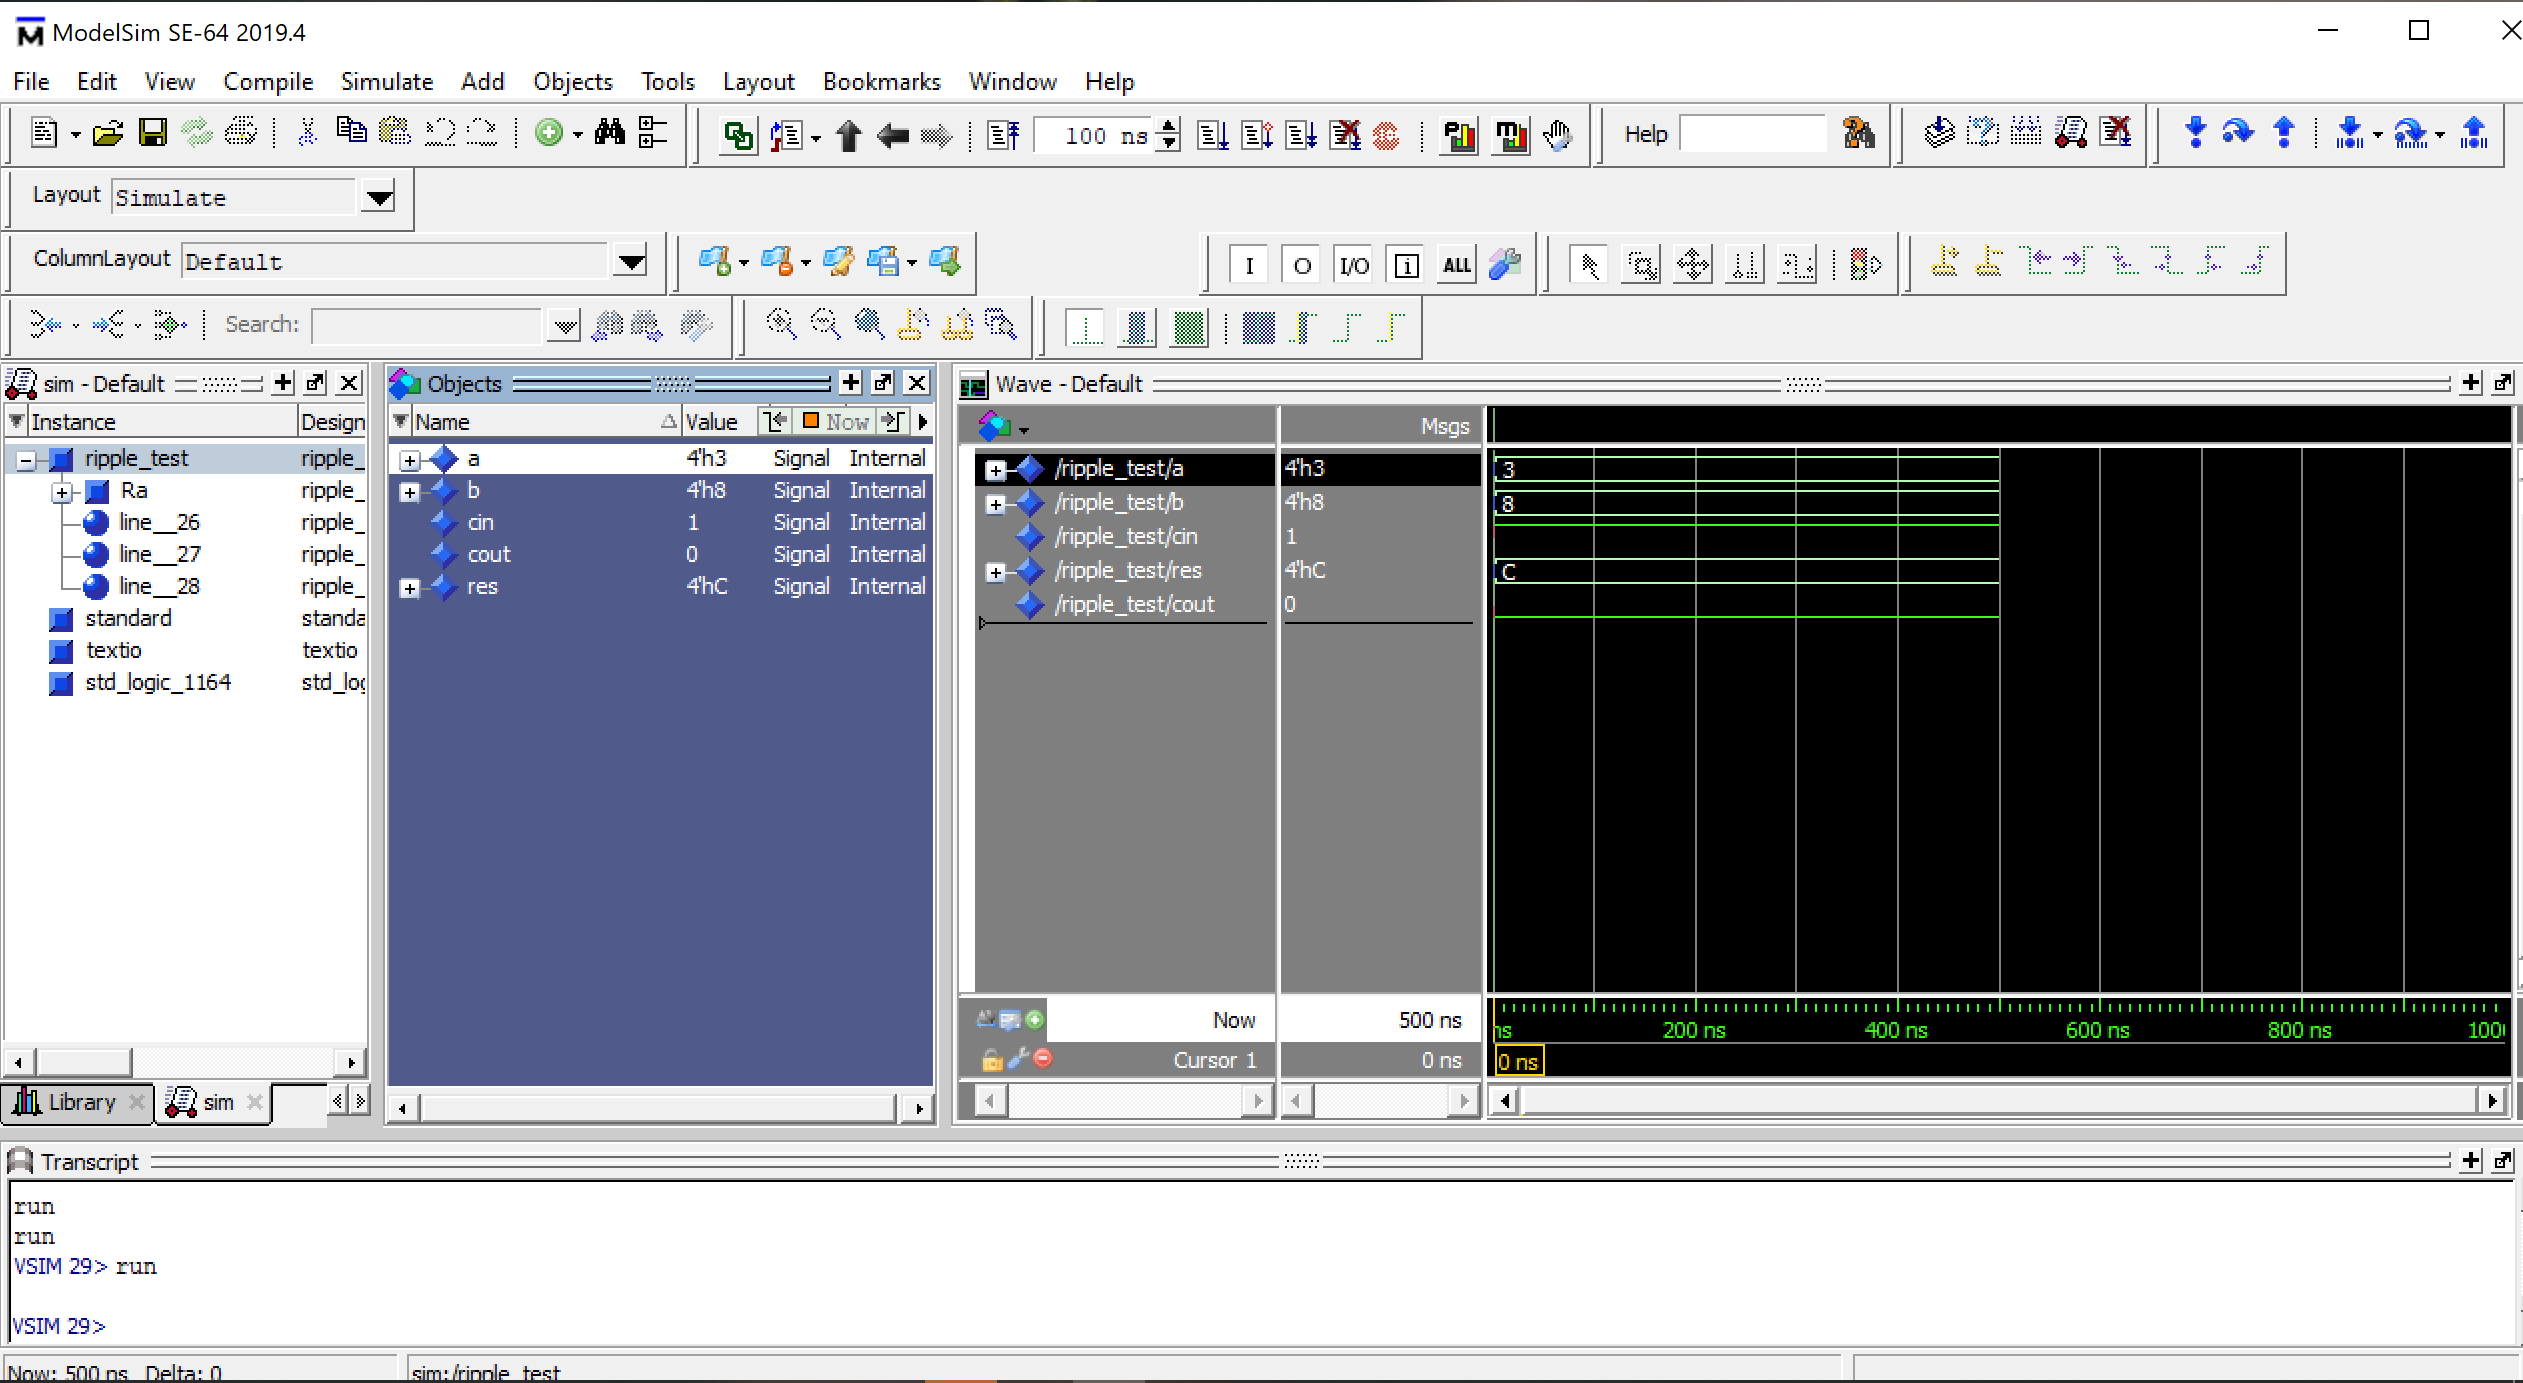 ModelSim SE-64 2019.4
File Edit View Compile Simulate Add Objects Tools Layout Bookmarks Window Help
100 ns Help
Layout Simulate
ColumnLayout Default
I O I/O i ALL
Search:
sim - Default
Instance Design
ripple_test ripple_
Ra ripple_
line__26 ripple_
line__27 ripple_
line__28 ripple_
standard standa
textio textio
std_logic_1164 std_log
Library sim
Objects
Name Value Now
a 4'h3 Signal Internal
b 4'h8 Signal Internal
cin 1 Signal Internal
cout 0 Signal Internal
res 4'hC Signal Internal
Wave - Default
Msgs
/ripple_test/a 4'h3 3
/ripple_test/b 4'h8 8
/ripple_test/cin 1
/ripple_test/res 4'hC C
/ripple_test/cout 0
Now 500 ns ns 200 ns 400 ns 600 ns 800 ns 100
Cursor 1 0 ns 0 ns
Transcript
run
run
VSIM 29> run
VSIM 29>
Now: 500 ns Delta: 0 sim:/ripple_test